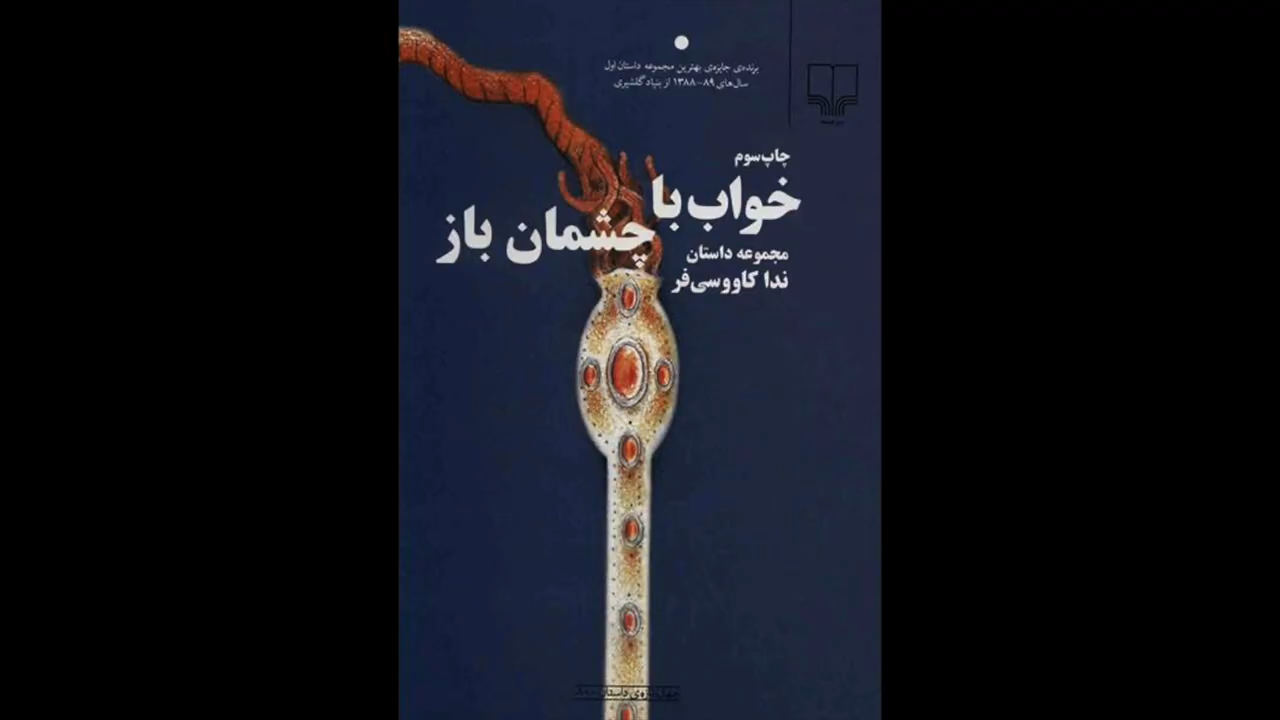 برنده‌ی جایزه‌ی بهترین مجموعه داستان اول
سال‌های ۸۹-۱۳۸۸ از بنیاد گلشیری
چاپ سوم
خواب با
چشمان باز
مجموعه داستان
ندا کاووسی‌فر